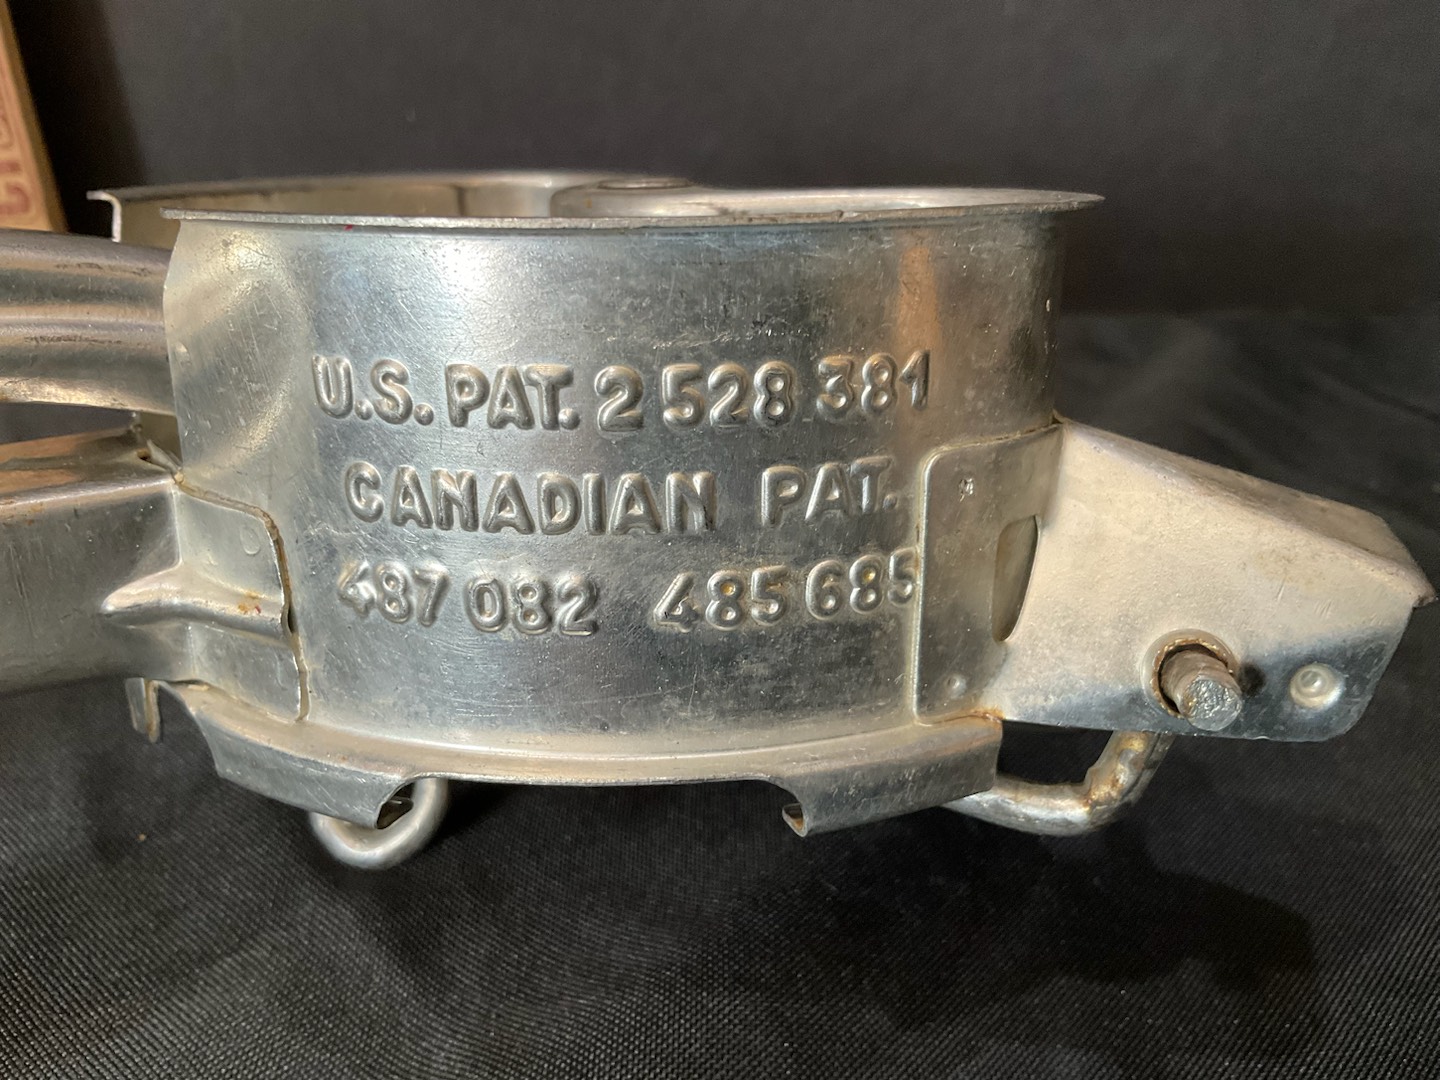 U.S. PAT. 2 528 381
CANADIAN PAT.
487 082 485 685